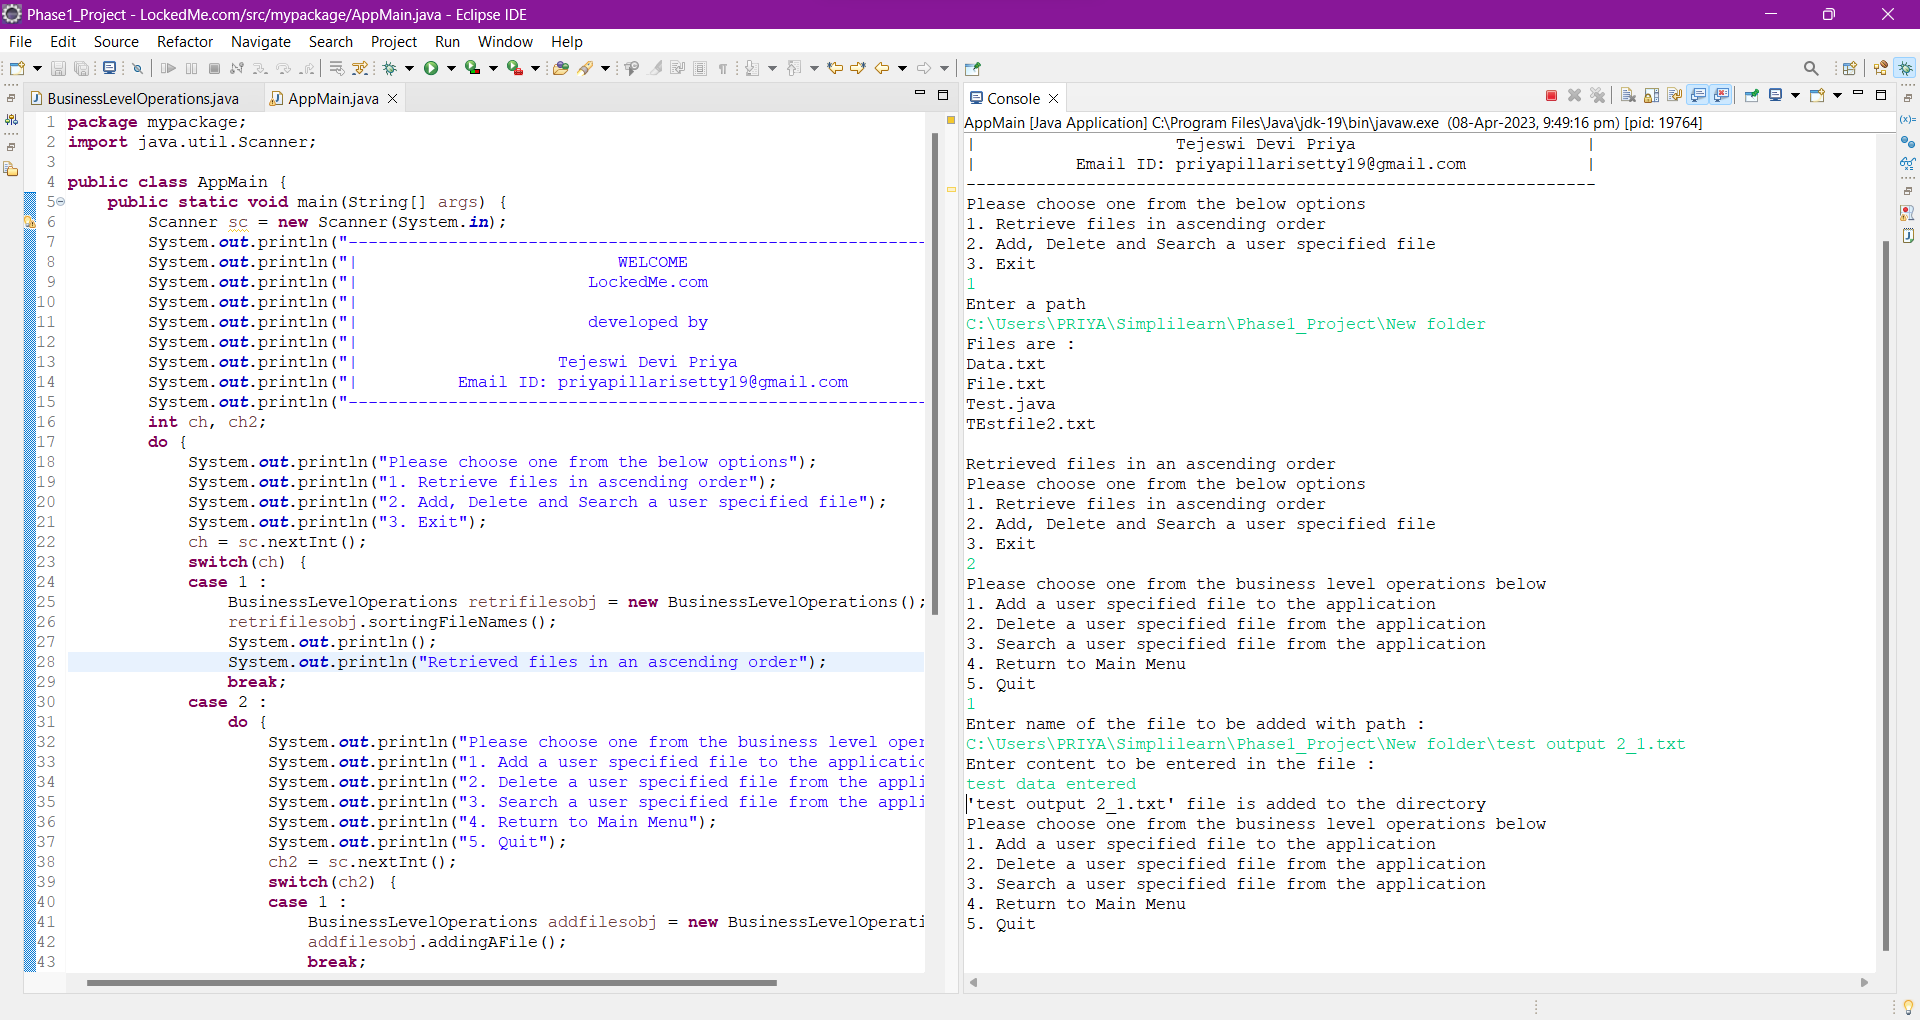 Phase1_Project - LockedMe.com/src/mypackage/AppMain.java - Eclipse IDE
File Edit Source Refactor Navigate Search Project Run Window Help
BusinessLevelOperations.java AppMain.java
1 package mypackage;
2 import java.util.Scanner;
3
4 public class AppMain {
5 public static void main(String[] args) {
6 Scanner sc = new Scanner(System.in);
7 System.out.println("----------------------------------------------------------
8 System.out.println("| WELCOME
9 System.out.println("| LockedMe.com
10 System.out.println("|
11 System.out.println("| developed by
12 System.out.println("|
13 System.out.println("| Tejeswi Devi Priya
14 System.out.println("| Email ID: priyapillarisetty19@gmail.com
15 System.out.println("----------------------------------------------------------
16 int ch, ch2;
17 do {
18 System.out.println("Please choose one from the below options");
19 System.out.println("1. Retrieve files in ascending order");
20 System.out.println("2. Add, Delete and Search a user specified file");
21 System.out.println("3. Exit");
22 ch = sc.nextInt();
23 switch(ch) {
24 case 1 :
25 BusinessLevelOperations retrifilesobj = new BusinessLevelOperations();
26 retrifilesobj.sortingFileNames();
27 System.out.println();
28 System.out.println("Retrieved files in an ascending order");
29 break;
30 case 2 :
31 do {
32 System.out.println("Please choose one from the business level oper
33 System.out.println("1. Add a user specified file to the applicatic
34 System.out.println("2. Delete a user specified file from the appli
35 System.out.println("3. Search a user specified file from the appli
36 System.out.println("4. Return to Main Menu");
37 System.out.println("5. Quit");
38 ch2 = sc.nextInt();
39 switch(ch2) {
40 case 1 :
41 BusinessLevelOperations addfilesobj = new BusinessLevelOperati
42 addfilesobj.addingAFile();
43 break;
Console
AppMain [Java Application] C:\Program Files\Java\jdk-19\bin\javaw.exe (08-Apr-2023, 9:49:16 pm) [pid: 19764]
| Tejeswi Devi Priya |
| Email ID: priyapillarisetty19@gmail.com |
---------------------------------------------------------------
Please choose one from the below options
1. Retrieve files in ascending order
2. Add, Delete and Search a user specified file
3. Exit
1
Enter a path
C:\Users\PRIYA\Simplilearn\Phase1_Project\New folder
Files are :
Data.txt
File.txt
Test.java
TEstfile2.txt
Retrieved files in an ascending order
Please choose one from the below options
1. Retrieve files in ascending order
2. Add, Delete and Search a user specified file
3. Exit
2
Please choose one from the business level operations below
1. Add a user specified file to the application
2. Delete a user specified file from the application
3. Search a user specified file from the application
4. Return to Main Menu
5. Quit
1
Enter name of the file to be added with path :
C:\Users\PRIYA\Simplilearn\Phase1_Project\New folder\test output 2_1.txt
Enter content to be entered in the file :
test data entered
'test output 2_1.txt' file is added to the directory
Please choose one from the business level operations below
1. Add a user specified file to the application
2. Delete a user specified file from the application
3. Search a user specified file from the application
4. Return to Main Menu
5. Quit